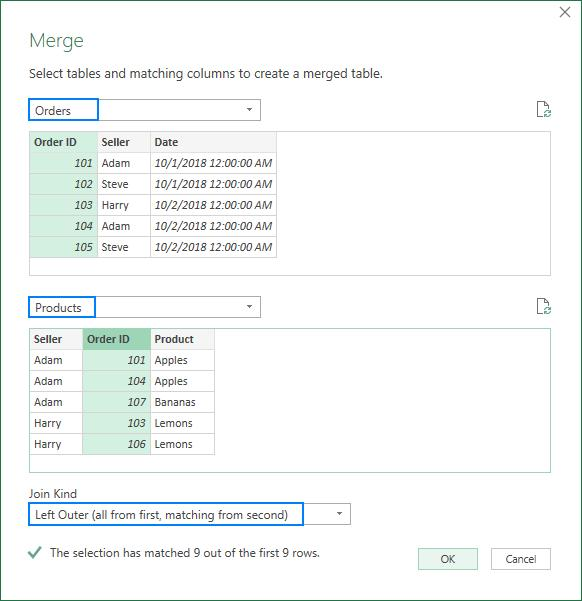 Merge
Select tables and matching columns to create a merged table.
Orders
Order ID Seller Date
101 Adam 10/1/2018 12:00:00 AM
102 Steve 10/1/2018 12:00:00 AM
103 Harry 10/2/2018 12:00:00 AM
104 Adam 10/2/2018 12:00:00 AM
105 Steve 10/2/2018 12:00:00 AM
Products
Seller Order ID Product
Adam 101 Apples
Adam 104 Apples
Adam 107 Bananas
Harry 103 Lemons
Harry 106 Lemons
Join Kind
Left Outer (all from first, matching from second)
The selection has matched 9 out of the first 9 rows.
OK Cancel